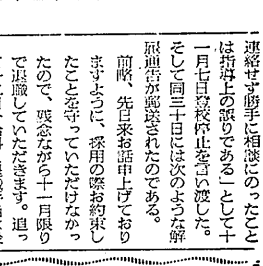 連絡せず勝手に相談にのったこと
は指導上の誤りである」として十
一月七日登校停止を言い渡した。
そして同三十日には次のような解
雇通告が郵送されたのである。
前略、先日来お話申上げており
ますように、採用の際お約束し
たことを守っていただけなかっ
たので、残念ながら十一月限り
で退職していただきます。追っ